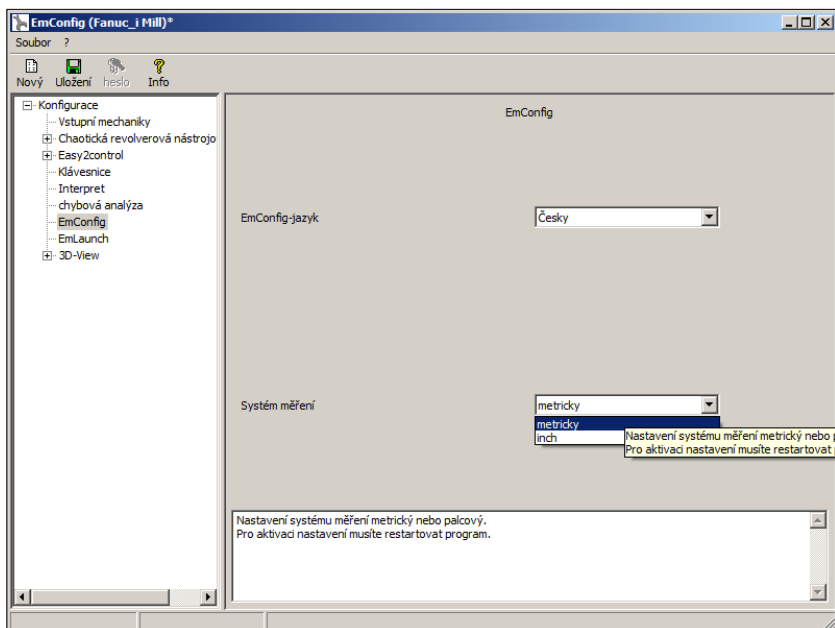 EmConfig (Fanuc_i Mill)*
Soubor ?
Nový Uložení heslo Info
Konfigurace
Vstupní mechaniky
Chaotická revolverová nástrojo
Easy2control
Klávesnice
Interpret
chybová analýza
EmConfig
EmLaunch
3D-View
EmConfig
EmConfig-jazyk
Česky
Systém měření
metricky
metricky
inch
Nastavení systému měření metrický nebo p
Pro aktivaci nastavení musíte restartovat
Nastavení systému měření metrický nebo palcový.
Pro aktivaci nastavení musíte restartovat program.